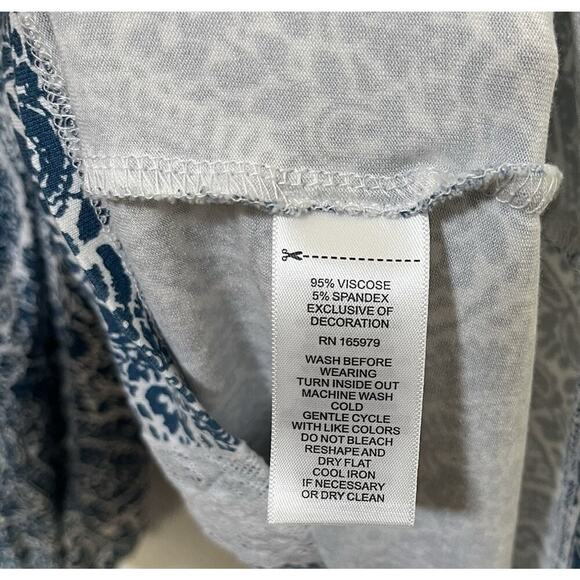 95% VISCOSE
5% SPANDEX
EXCLUSIVE OF
DECORATION
RN 165979
WASH BEFORE
WEARING
TURN INSIDE OUT
MACHINE WASH
COLD
GENTLE CYCLE
WITH LIKE COLORS
DO NOT BLEACH
RESHAPE AND
DRY FLAT
COOL IRON
IF NECESSARY
OR DRY CLEAN